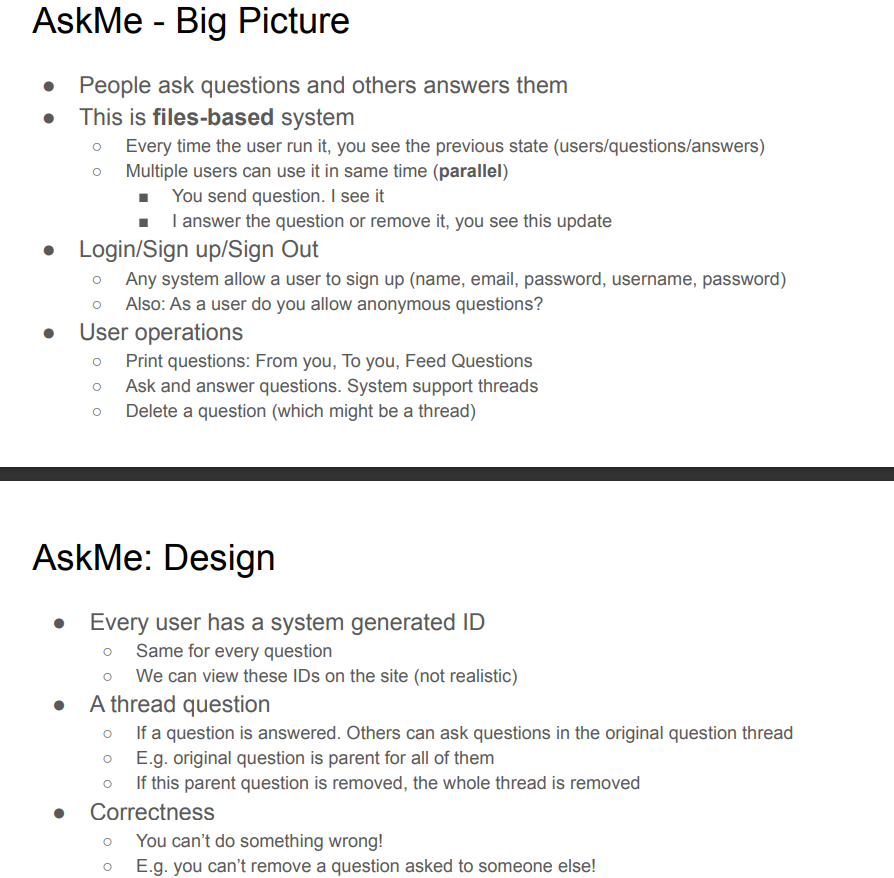 AskMe - Big Picture
● People ask questions and others answers them
● This is files-based system
○ Every time the user run it, you see the previous state (users/questions/answers)
○ Multiple users can use it in same time (parallel)
■ You send question. I see it
■ I answer the question or remove it, you see this update
● Login/Sign up/Sign Out
○ Any system allow a user to sign up (name, email, password, username, password)
○ Also: As a user do you allow anonymous questions?
● User operations
○ Print questions: From you, To you, Feed Questions
○ Ask and answer questions. System support threads
○ Delete a question (which might be a thread)
AskMe: Design
● Every user has a system generated ID
○ Same for every question
○ We can view these IDs on the site (not realistic)
● A thread question
○ If a question is answered. Others can ask questions in the original question thread
○ E.g. original question is parent for all of them
○ If this parent question is removed, the whole thread is removed
● Correctness
○ You can’t do something wrong!
○ E.g. you can’t remove a question asked to someone else!